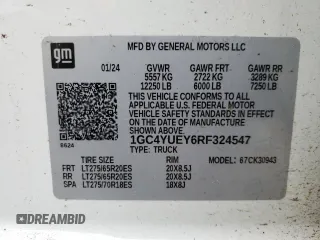 gm
MFD BY GENERAL MOTORS LLC
01/24 GVWR GAWR FRT GAWR RR
5557 KG 2722 KG 3289 KG
12250 LB 6000 LB 7250 LB
THIS VEHICLE CONFORMS TO ALL APPLICABLE
U.S. FEDERAL MOTOR VEHICLE SAFETY
STANDARDS IN EFFECT ON THE DATE OF
MANUFACTURE SHOWN ABOVE.
1GC4YUEY6RF324547
6624 TYPE: TRUCK
TIRE SIZE RIM 67CK30943
FRT LT275/65R20ES 20X8.5J
RR LT275/65R20ES 20X8.5J
SPA LT275/70R18ES 18X8J